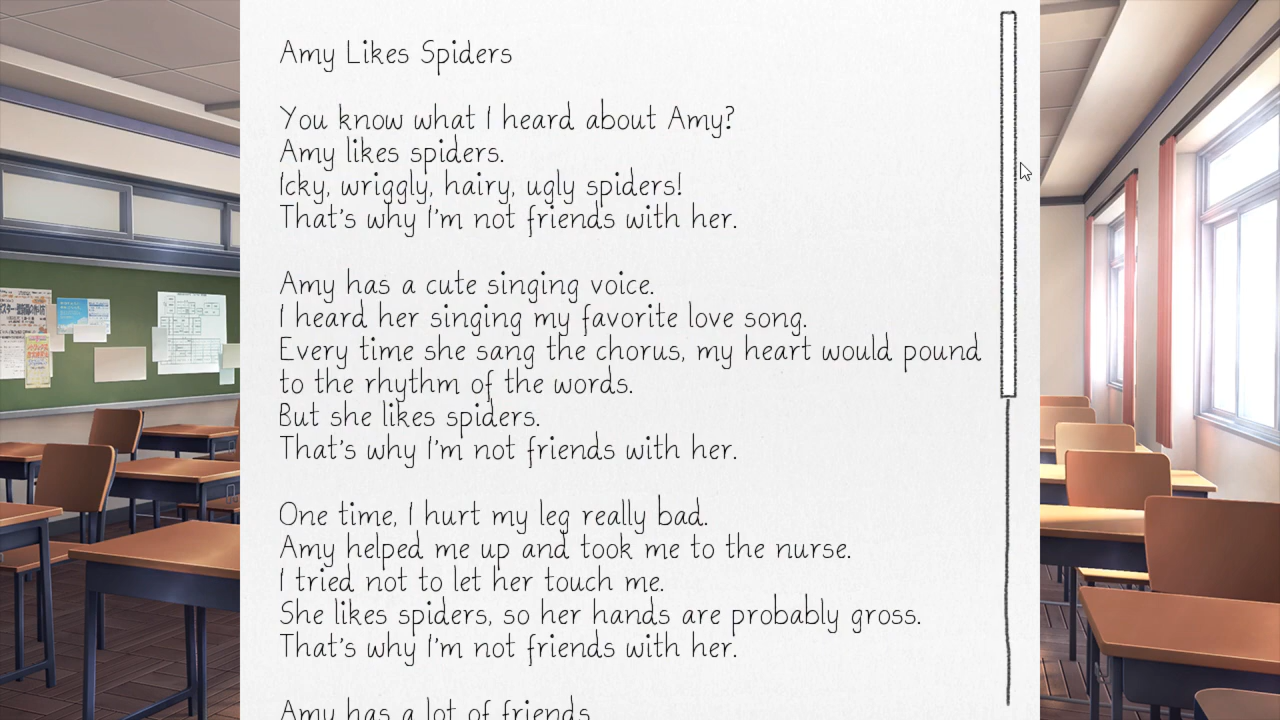 Amy Likes Spiders
You know what I heard about Amy?
Amy likes spiders.
Icky, wriggly, hairy, ugly spiders!
That's why I'm not friends with her.
Amy has a cute singing voice.
I heard her singing my favorite love song.
Every time she sang the chorus, my heart would pound
to the rhythm of the words.
But she likes spiders.
That's why I'm not friends with her.
One time, I hurt my leg really bad.
Amy helped me up and took me to the nurse.
I tried not to let her touch me.
She likes spiders, so her hands are probably gross.
That's why I'm not friends with her.
Amy has a lot of friends